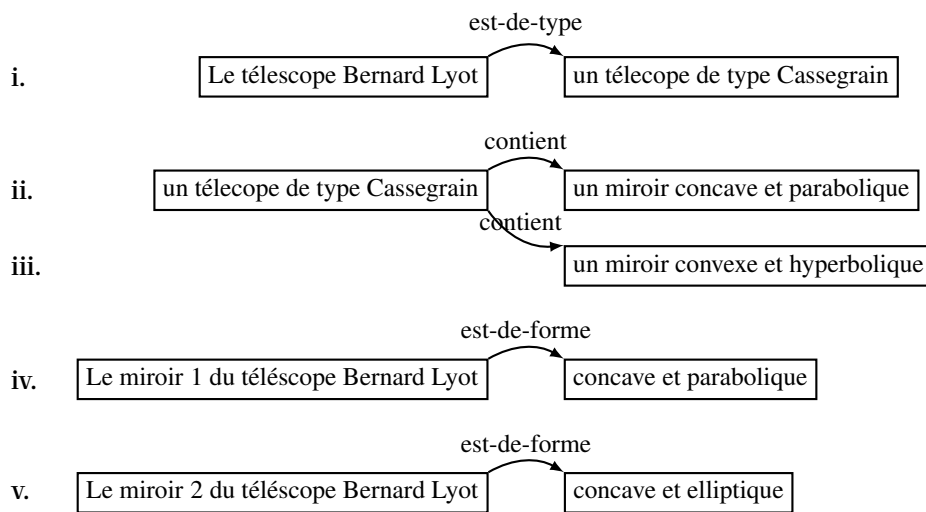 est-de-type
i. Le télescope Bernard Lyot un télecope de type Cassegrain
contient
ii. un télecope de type Cassegrain un miroir concave et parabolique
contient
iii. un miroir convexe et hyperbolique
est-de-forme
iv. Le miroir 1 du téléscope Bernard Lyot concave et parabolique
est-de-forme
v. Le miroir 2 du téléscope Bernard Lyot concave et elliptique